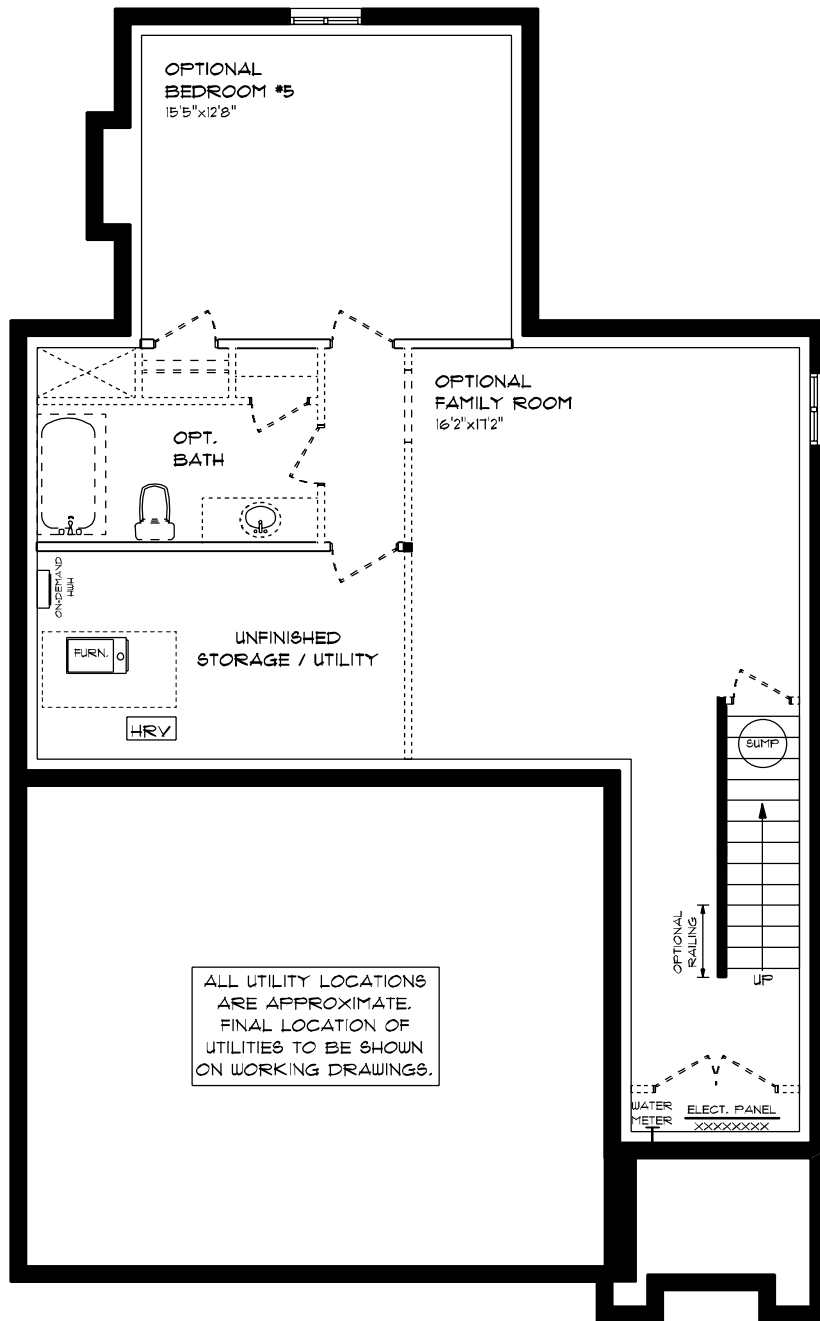 OPTIONAL
BEDROOM #5
15'5"x12'8"
OPTIONAL
FAMILY ROOM
16'2"x17'2"
OPT.
BATH
ON-DEMAND
HWH
UNFINISHED
STORAGE / UTILITY
FURN.
HRV
SUMP
OPTIONAL
RAILING
UP
ALL UTILITY LOCATIONS
ARE APPROXIMATE.
FINAL LOCATION OF
UTILITIES TO BE SHOWN
ON WORKING DRAWINGS.
WATER
METER
ELECT. PANEL
XXXXXXXX